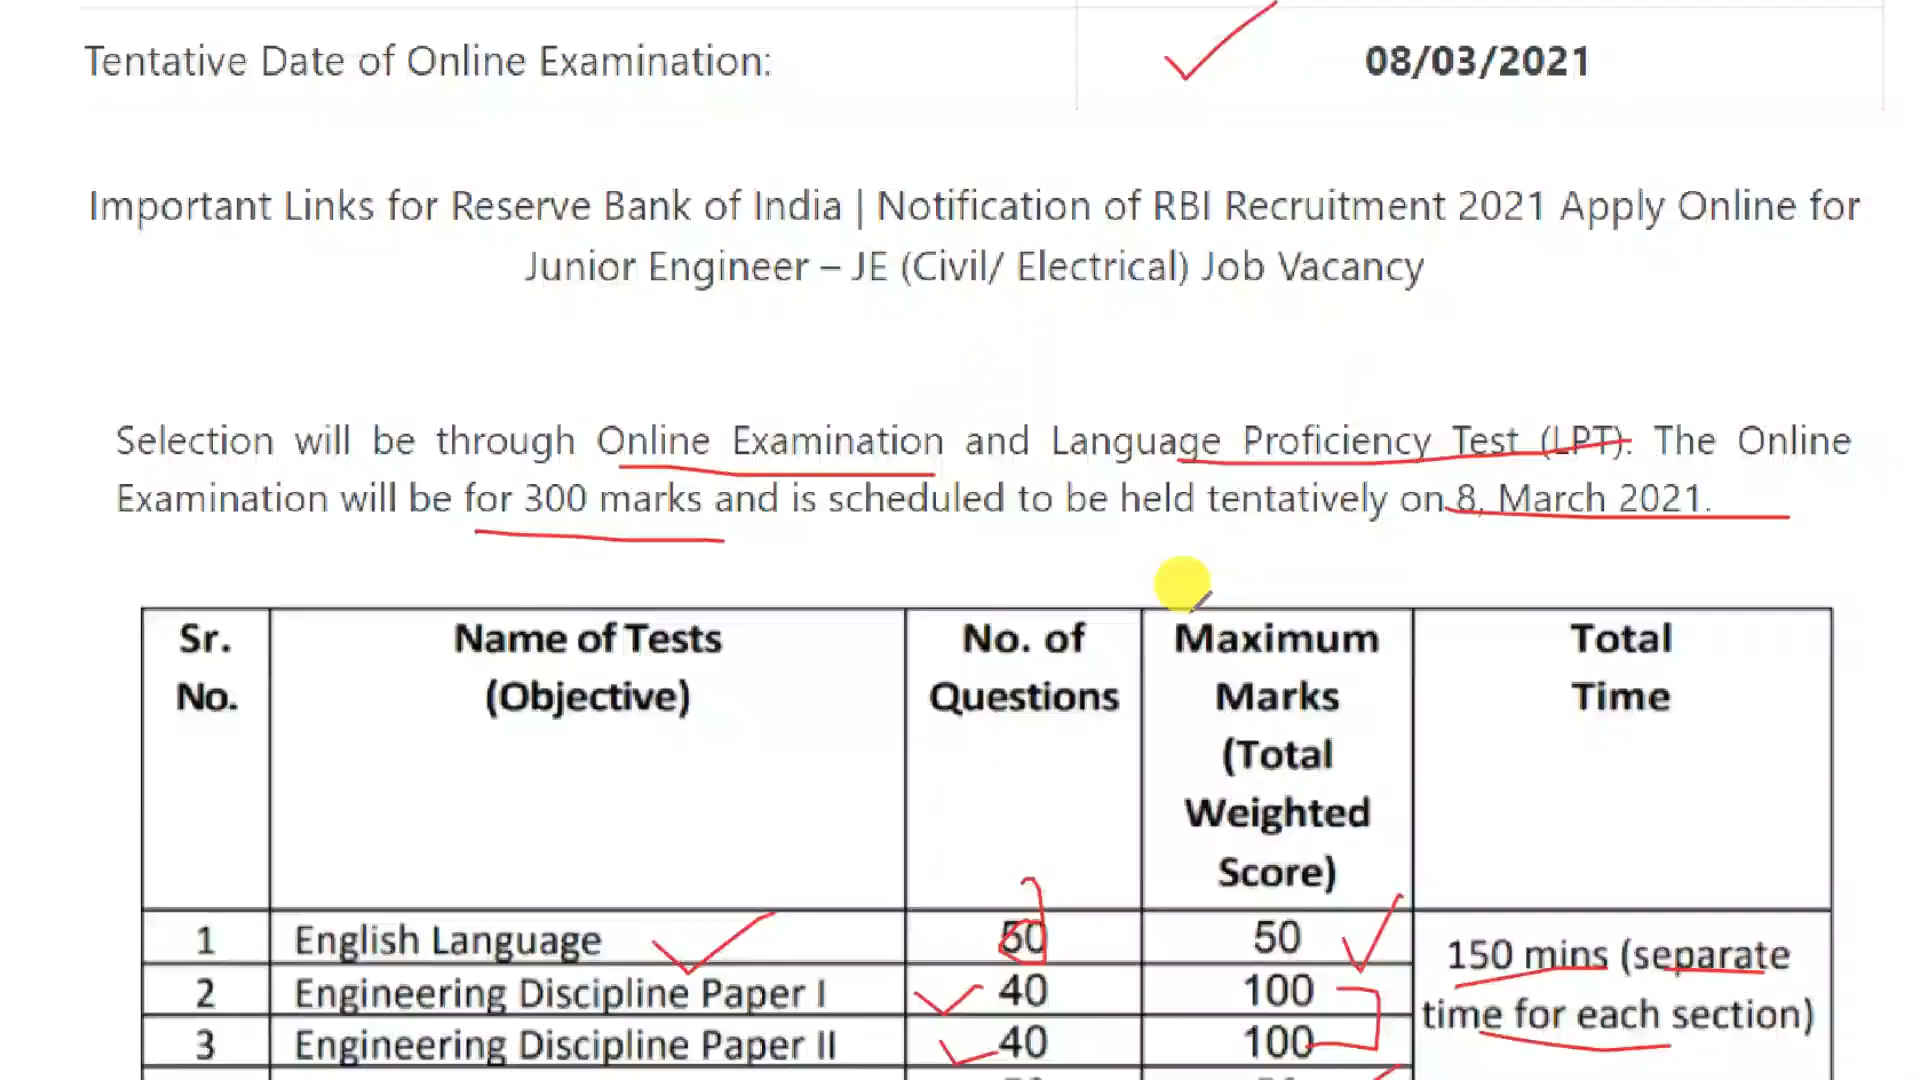 Tentative Date of Online Examination: 08/03/2021
Important Links for Reserve Bank of India | Notification of RBI Recruitment 2021 Apply Online for
Junior Engineer – JE (Civil/ Electrical) Job Vacancy
Selection will be through Online Examination and Language Proficiency Test (LPT). The Online
Examination will be for 300 marks and is scheduled to be held tentatively on 8, March 2021.
Sr.
No.
Name of Tests
(Objective)
No. of
Questions
Maximum
Marks
(Total
Weighted
Score)
Total
Time
1 English Language 50 50
2 Engineering Discipline Paper I 40 100
3 Engineering Discipline Paper II 40 100
150 mins (separate
time for each section)